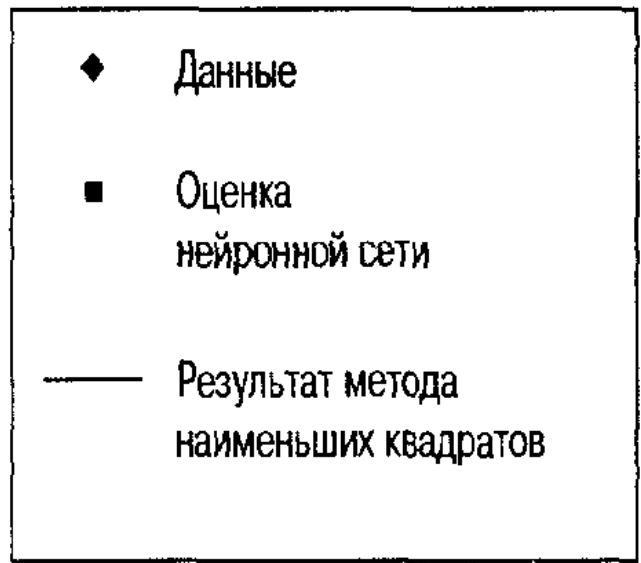 Данные
Оценка
нейронной сети
Результат метода
наименьших квадратов